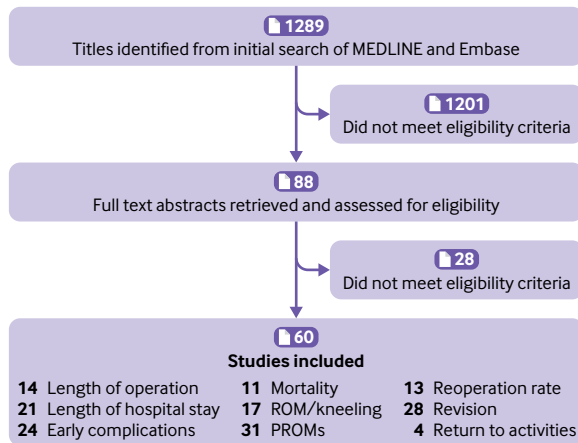 1289
Titles identified from initial search of MEDLINE and Embase
1201
Did not meet eligibility criteria
88
Full text abstracts retrieved and assessed for eligibility
28
Did not meet eligibility criteria
60
Studies included
14 Length of operation
21 Length of hospital stay
24 Early complications
11 Mortality
17 ROM/kneeling
31 PROMs
13 Reoperation rate
28 Revision
4 Return to activities